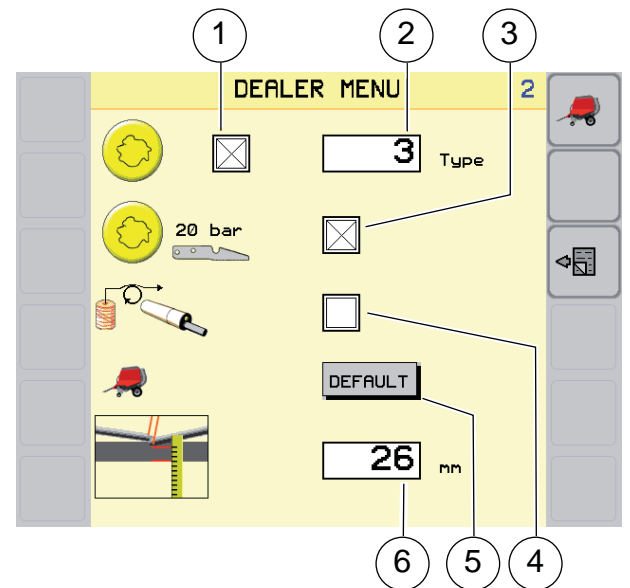 1 2 3
DEALER MENU 2
3 Type
20 bar
DEFAULT
26 mm
6 5 4